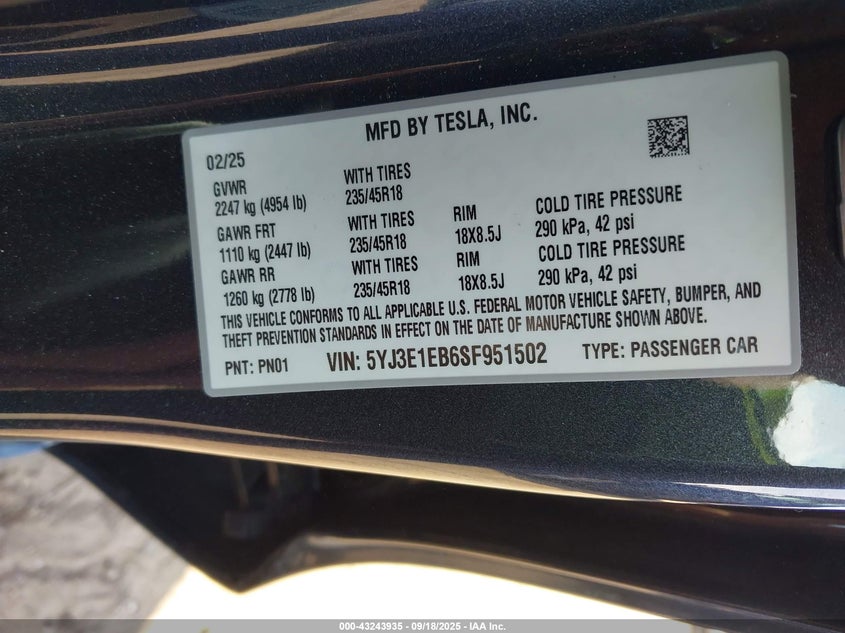 MFD BY TESLA, INC.
02/25
GVWR WITH TIRES
2247 kg (4954 lb) 235/45R18
GAWR FRT WITH TIRES RIM COLD TIRE PRESSURE
1110 kg (2447 lb) 235/45R18 18X8.5J 290 kPa, 42 psi
GAWR RR WITH TIRES RIM COLD TIRE PRESSURE
1260 kg (2778 lb) 235/45R18 18X8.5J 290 kPa, 42 psi
THIS VEHICLE CONFORMS TO ALL APPLICABLE U.S. FEDERAL MOTOR VEHICLE SAFETY, BUMPER, AND
THEFT PREVENTION STANDARDS IN EFFECT ON THE DATE OF MANUFACTURE SHOWN ABOVE.
PNT: PN01 VIN: 5YJ3E1EB6SF951502 TYPE: PASSENGER CAR
000-43243935 - 09/18/2025 - IAA Inc.